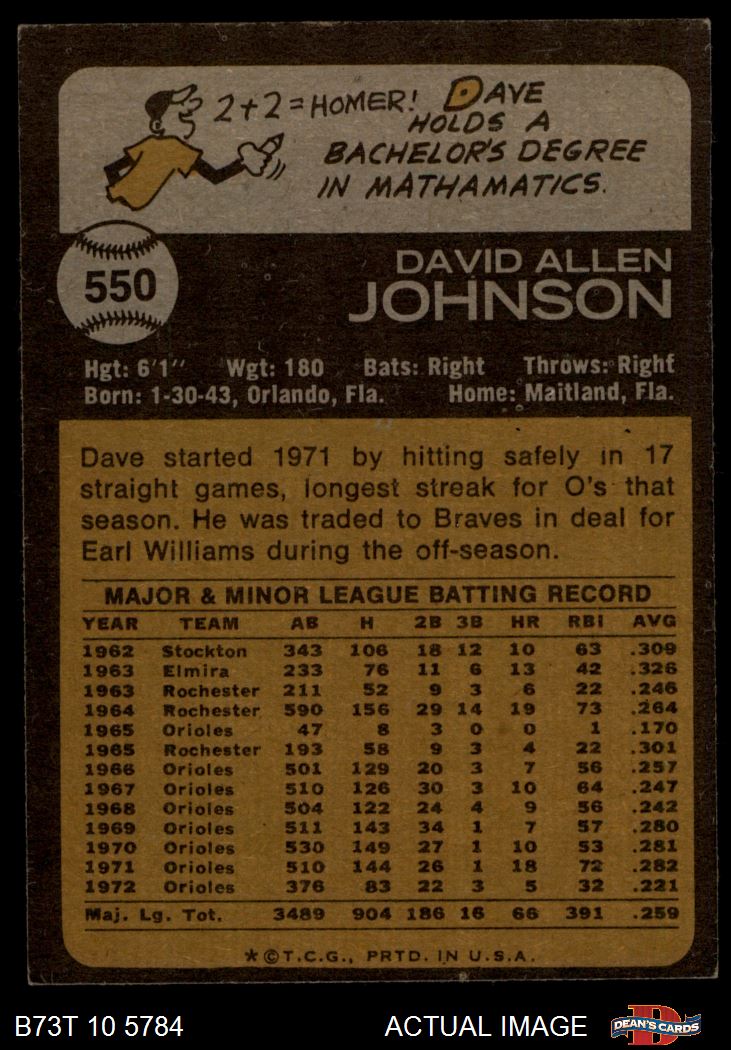 2+2=HOMER! DAVE
HOLDS A
BACHELOR'S DEGREE
IN MATHAMATICS.
550
DAVID ALLEN
JOHNSON
Hgt: 6'1" Wgt: 180 Bats: Right Throws: Right
Born: 1-30-43, Orlando, Fla. Home: Maitland, Fla.
Dave started 1971 by hitting safely in 17
straight games, longest streak for O's that
season. He was traded to Braves in deal for
Earl Williams during the off-season.
MAJOR & MINOR LEAGUE BATTING RECORD
YEAR TEAM AB H 2B 3B HR RBI AVG
1962 Stockton 343 106 18 12 10 63 .309
1963 Elmira 233 76 11 6 13 42 .326
1963 Rochester 211 52 9 3 6 22 .246
1964 Rochester 590 156 29 14 19 73 .264
1965 Orioles 47 8 3 0 0 1 .170
1965 Rochester 193 58 9 3 4 22 .301
1966 Orioles 501 129 20 3 7 56 .257
1967 Orioles 510 126 30 3 10 64 .247
1968 Orioles 504 122 24 4 9 56 .242
1969 Orioles 511 143 34 1 7 57 .280
1970 Orioles 530 149 27 1 10 53 .281
1971 Orioles 510 144 26 1 18 72 .282
1972 Orioles 376 83 22 3 5 32 .221
Maj. Lg. Tot. 3489 904 186 16 66 391 .259
*©T.C.G., PRTD. IN U.S.A.
B73T 10 5784 ACTUAL IMAGE
DEAN'S CARDS